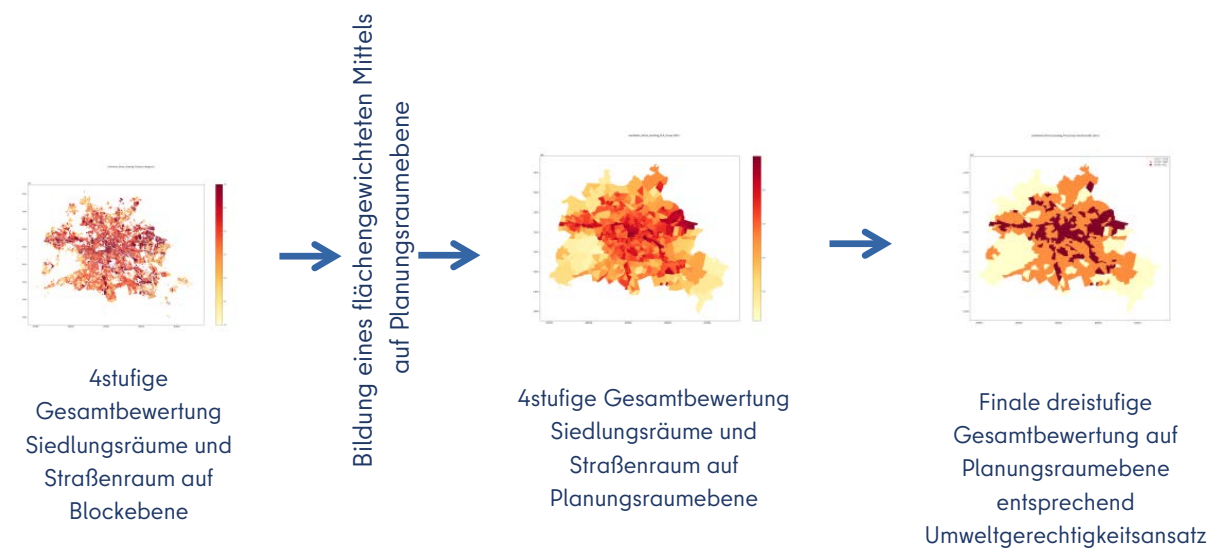 4stufige
Gesamtbewertung
Siedlungsräume und
Straßenraum auf
Blockebene
Bildung eines flächengewichteten Mittels
auf Planungsraumebene
4stufige Gesamtbewertung
Siedlungsräume und
Straßenraum auf
Planungsraumebene
Finale dreistufige
Gesamtbewertung auf
Planungsraumebene
entsprechend
Umweltgerechtigkeitsansatz